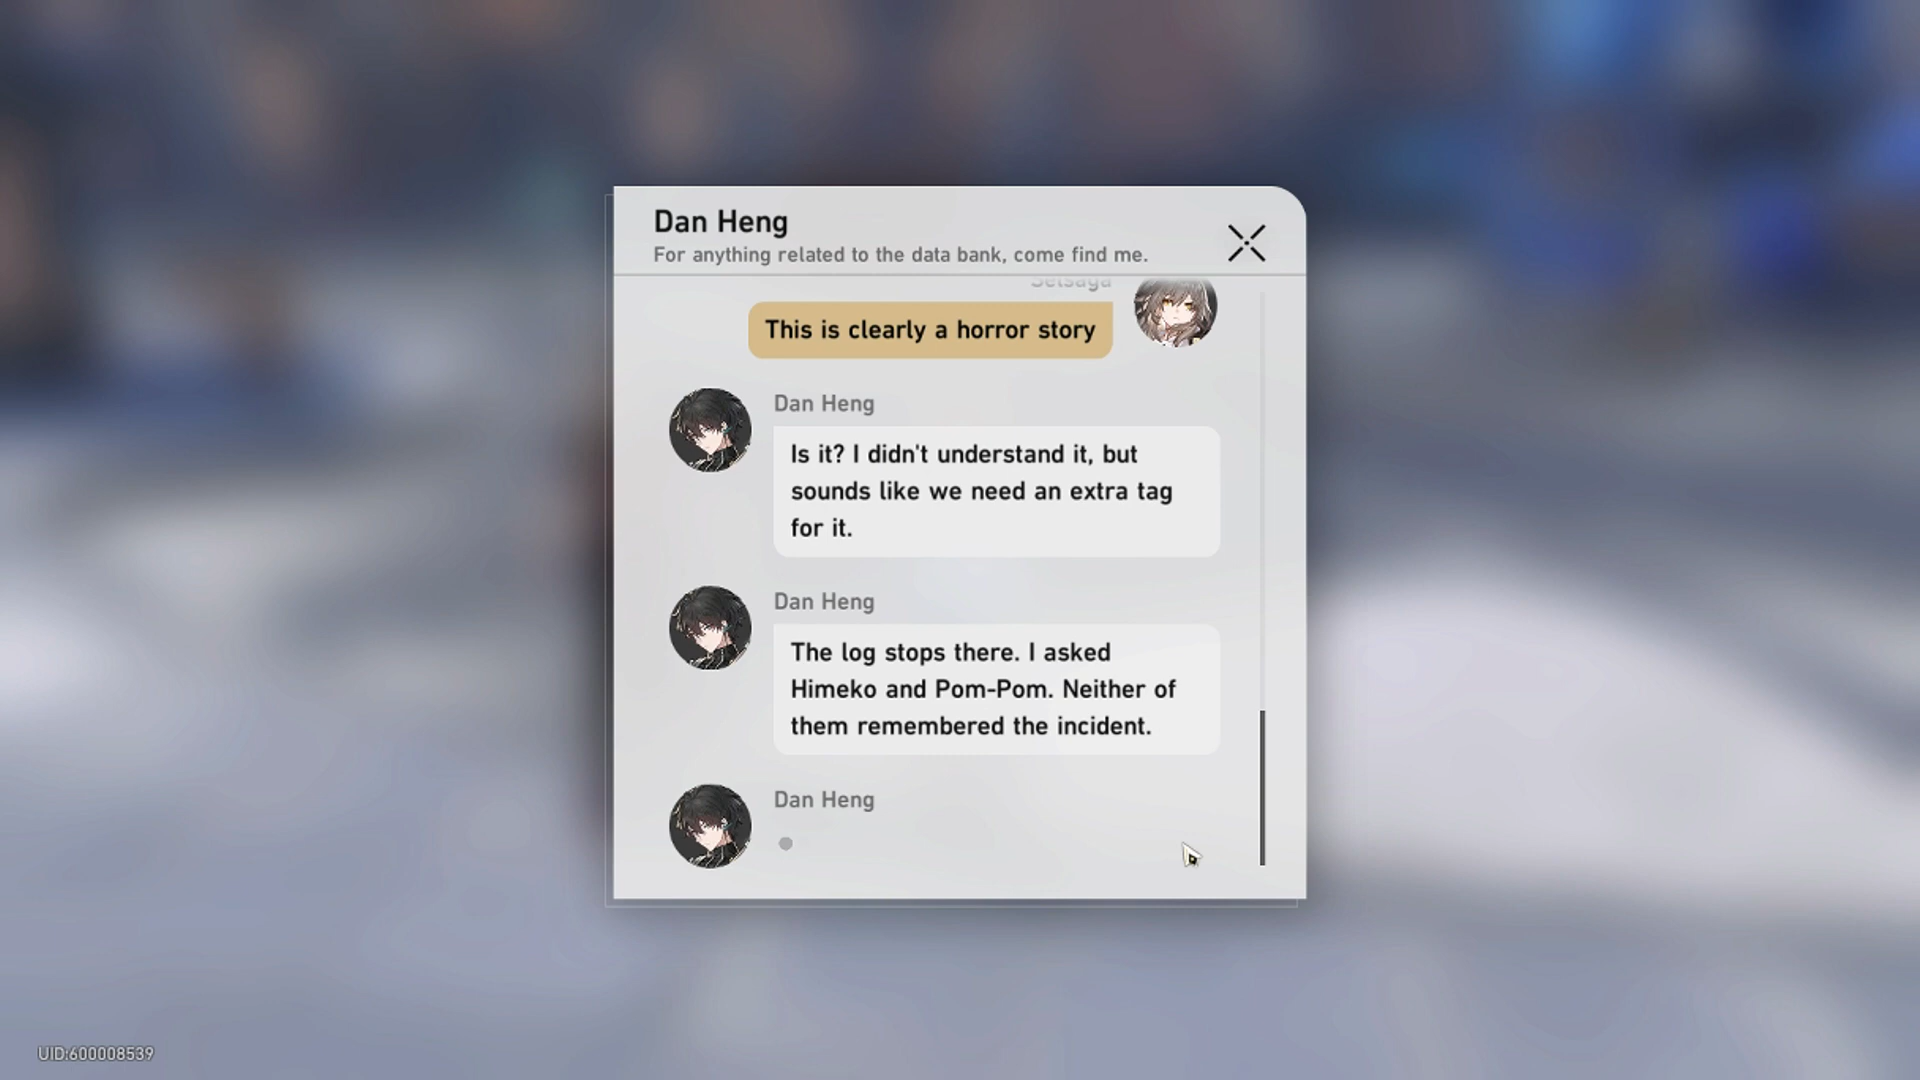 Dan Heng
For anything related to the data bank, come find me.
Setsaga
This is clearly a horror story
Dan Heng
Is it? I didn't understand it, but
sounds like we need an extra tag
for it.
Dan Heng
The log stops there. I asked
Himeko and Pom-Pom. Neither of
them remembered the incident.
Dan Heng
UID:600008539